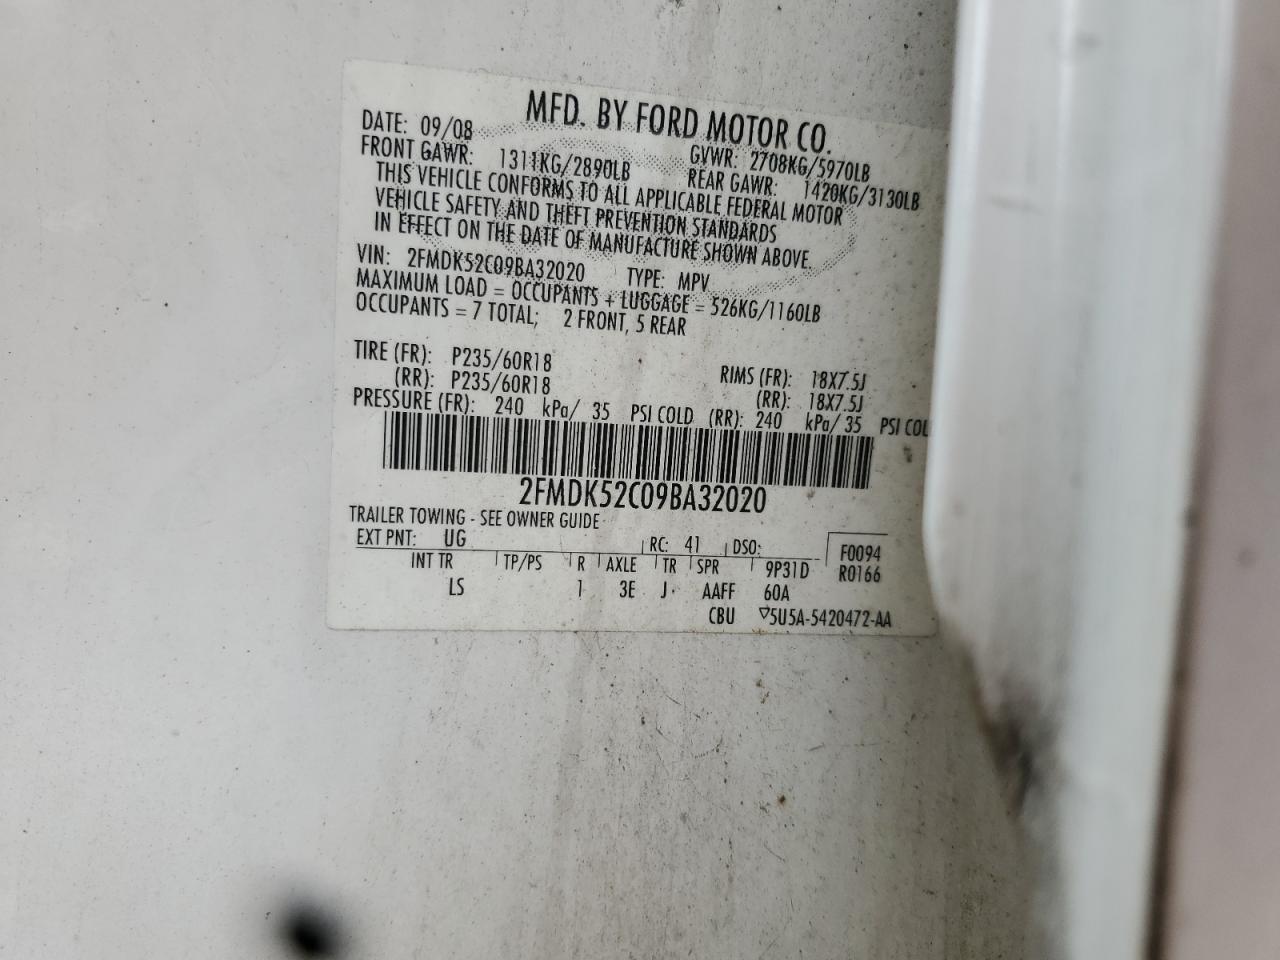 MFD. BY FORD MOTOR CO.
DATE: 09/08 GVWR: 2708KG/5970LB
FRONT GAWR: 1311KG/2890LB REAR GAWR: 1420KG/3130LB
THIS VEHICLE CONFORMS TO ALL APPLICABLE FEDERAL MOTOR
VEHICLE SAFETY AND THEFT PREVENTION STANDARDS
IN EFFECT ON THE DATE OF MANUFACTURE SHOWN ABOVE.
VIN: 2FMDK52C09BA32020 TYPE: MPV
MAXIMUM LOAD = OCCUPANTS + LUGGAGE = 526KG/1160LB
OCCUPANTS = 7 TOTAL; 2 FRONT, 5 REAR
TIRE (FR): P235/60R18 RIMS (FR): 18X7.5J
(RR): P235/60R18 (RR): 18X7.5J
PRESSURE (FR): 240 kPa/ 35 PSI COLD (RR): 240 kPa/ 35 PSI COL
2FMDK52C09BA32020
TRAILER TOWING - SEE OWNER GUIDE
EXT PNT: UG RC: 41 DSO: F0094
INT TR TP/PS R AXLE TR SPR 9P31D R0166
LS 1 3E J AAFF 60A
CBU ▽5U5A-5420472-AA